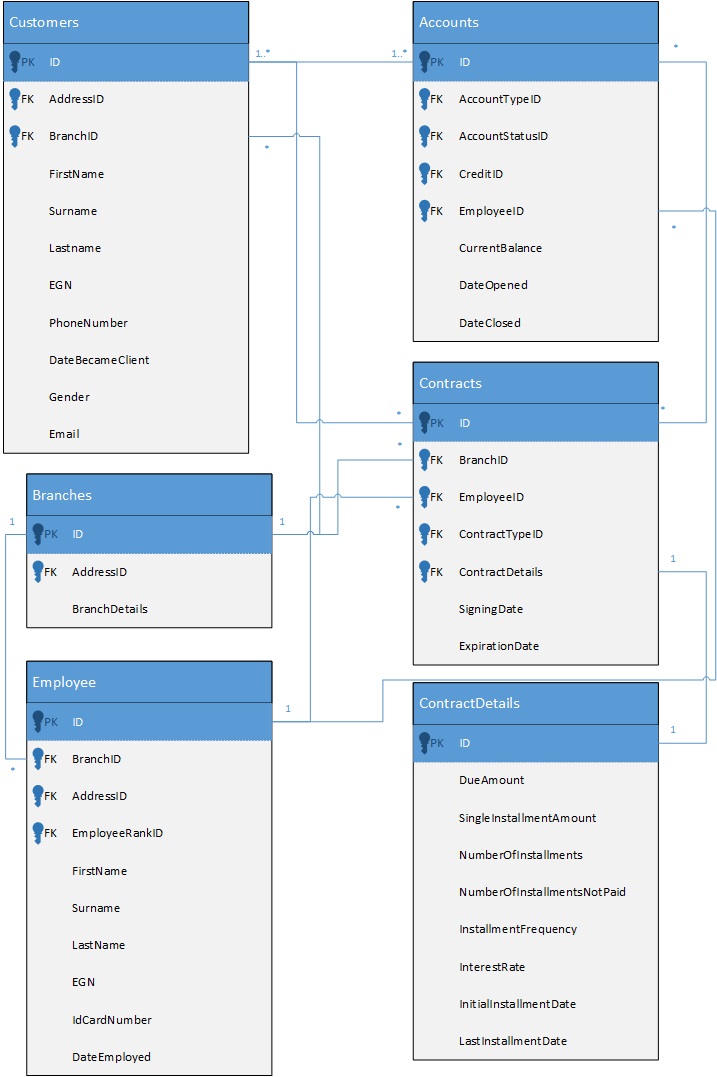 Customers
PK ID
FK AddressID
FK BranchID
FirstName
Surname
Lastname
EGN
PhoneNumber
DateBecameClient
Gender
Email
1..*
1..*
*
Accounts
PK ID
FK AccountTypeID
FK AccountStatusID
FK CreditID
FK EmployeeID
CurrentBalance
DateOpened
DateClosed
*
*
Contracts
PK ID
FK BranchID
FK EmployeeID
FK ContractTypeID
FK ContractDetails
SigningDate
ExpirationDate
*
*
*
*
1
Branches
PK ID
FK AddressID
BranchDetails
1
1
Employee
PK ID
FK BranchID
FK AddressID
FK EmployeeRankID
FirstName
Surname
LastName
EGN
IdCardNumber
DateEmployed
1
*
ContractDetails
PK ID
DueAmount
SingleInstallmentAmount
NumberOfInstallments
NumberOfInstallmentsNotPaid
InstallmentFrequency
InterestRate
InitialInstallmentDate
LastInstallmentDate
1